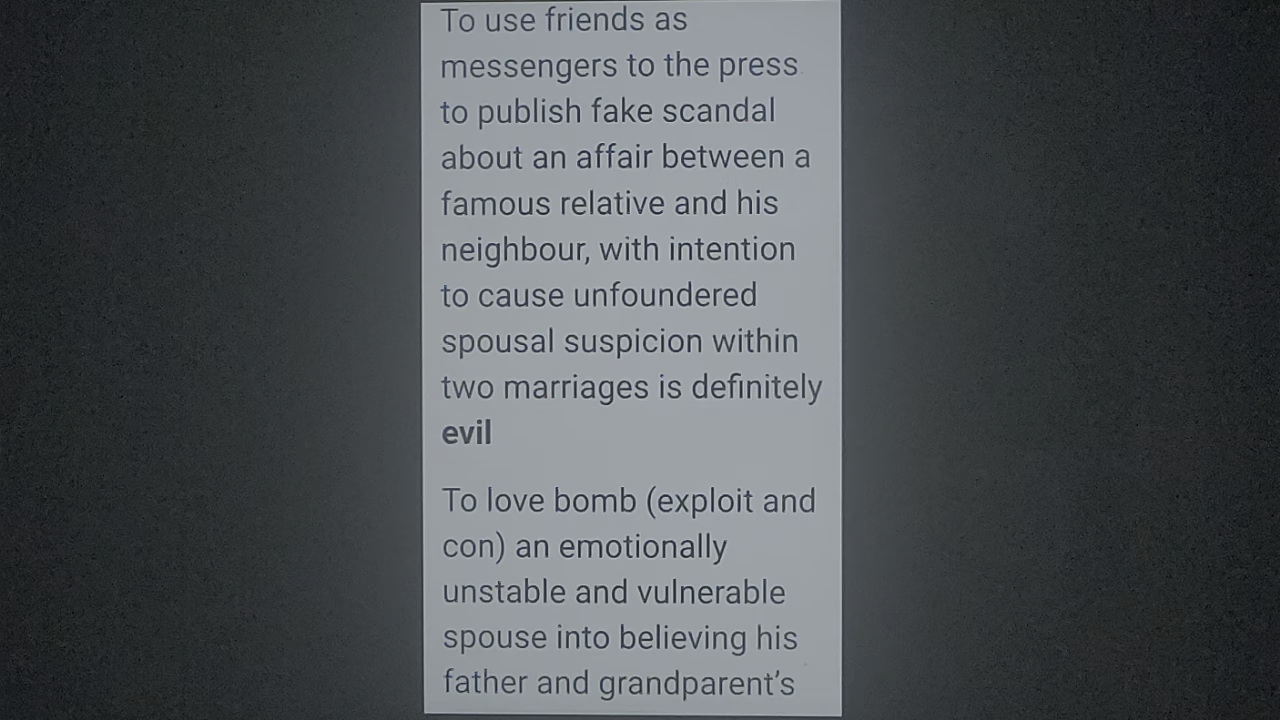 To use friends as
messengers to the press
to publish fake scandal
about an affair between a
famous relative and his
neighbour, with intention
to cause unfoundered
spousal suspicion within
two marriages is definitely
evil
To love bomb (exploit and
con) an emotionally
unstable and vulnerable
spouse into believing his
father and grandparent’s